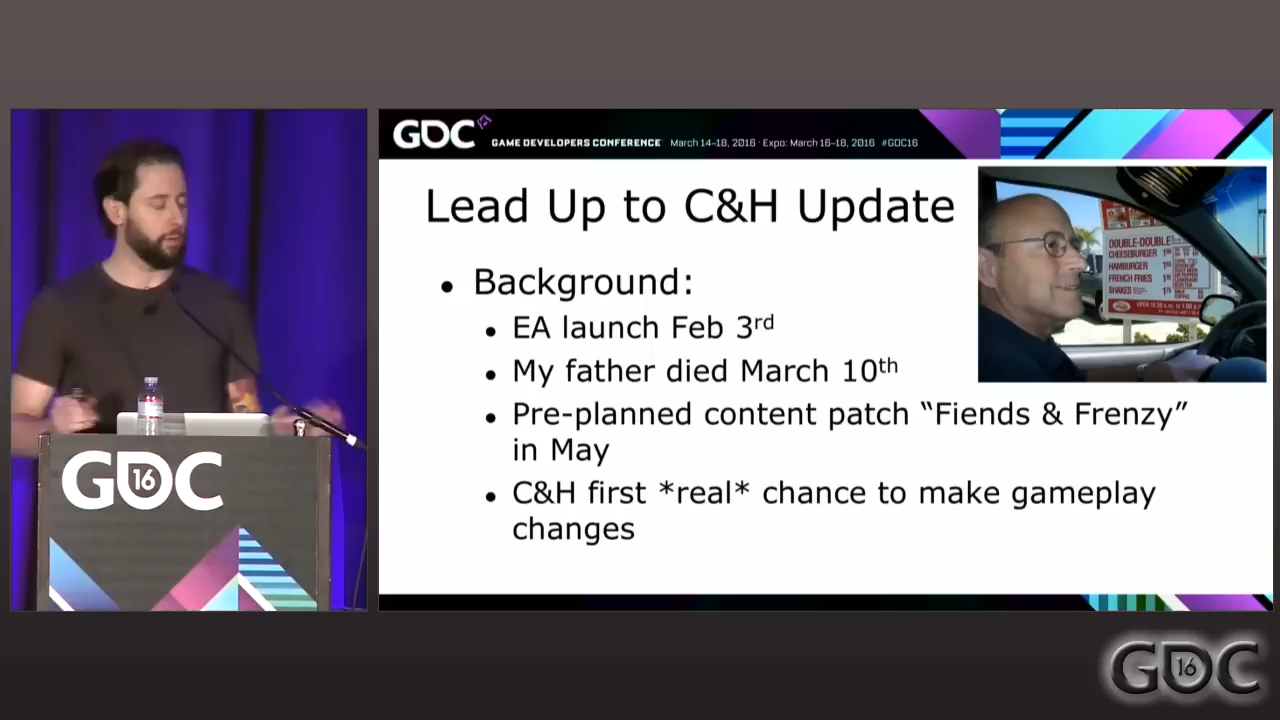 GDC
GAME DEVELOPERS CONFERENCE March 14–18, 2016 · Expo: March 16–18, 2016 #GDC16
Lead Up to C&H Update
DOUBLE-DOUBLE
CHEESEBURGER
HAMBURGER
FRENCH FRIES
SHAKES
• Background:
• EA launch Feb 3rd
• My father died March 10th
• Pre-planned content patch “Fiends & Frenzy”
in May
• C&H first *real* chance to make gameplay
changes
GDC
16
GDC
16